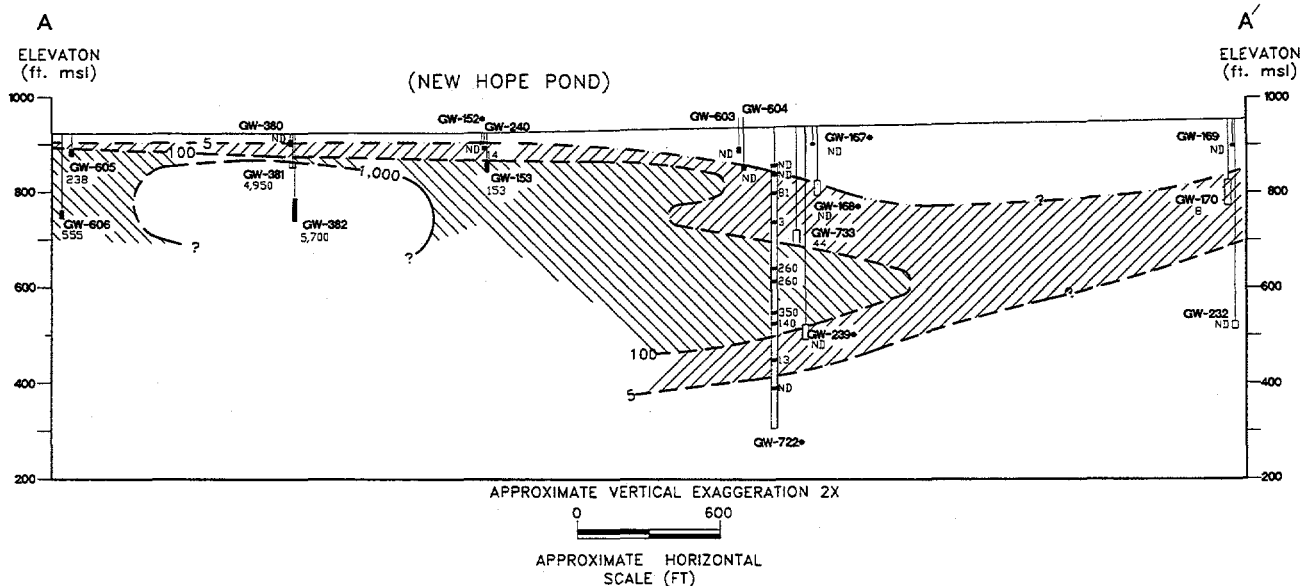 A
A′
ELEVATON
(ft. msl)
ELEVATON
(ft. msl)
(NEW HOPE POND)
1000
1000
GW-380
ND
GW-152●
GW-240
ND
4
GW-603
GW-604
ND
ND
GW-167●
ND
GW-169
ND
900
900
100
5
GW-605
238
GW-381
4,950
1,000
GW-153
153
ND
ND
81
3
GW-168●
ND
GW-733
44
?
GW-170
8
800
800
GW-606
555
GW-382
5,700
?
?
260
260
600
600
350
140
GW-239●
ND
?
GW-232
ND
100
13
5
ND
400
400
GW-722●
200
200
APPROXIMATE VERTICAL EXAGGERATION 2X
0
600
APPROXIMATE HORIZONTAL
SCALE (FT)